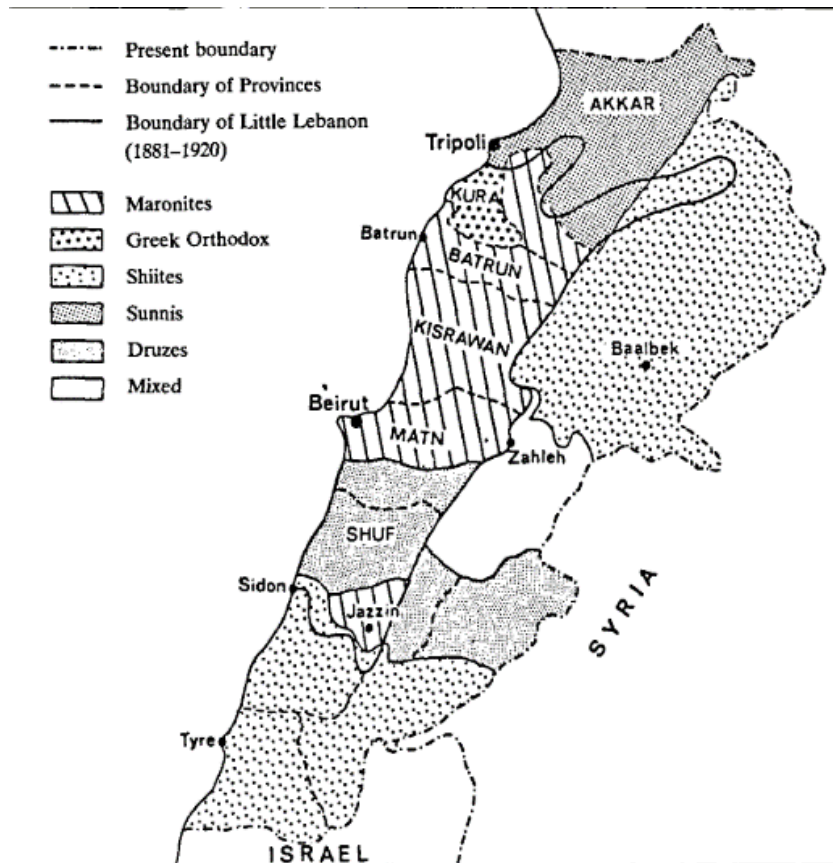 Present boundary
Boundary of Provinces
Boundary of Little Lebanon
(1881–1920)
Maronites
Greek Orthodox
Shiites
Sunnis
Druzes
Mixed
AKKAR
Tripoli
KURA
Batrun
BATRUN
KISRAWAN
Baalbek
Beirut
MATN
Zahleh
SHUF
Sidon
Jazzin
SYRIA
Tyre
ISRAEL